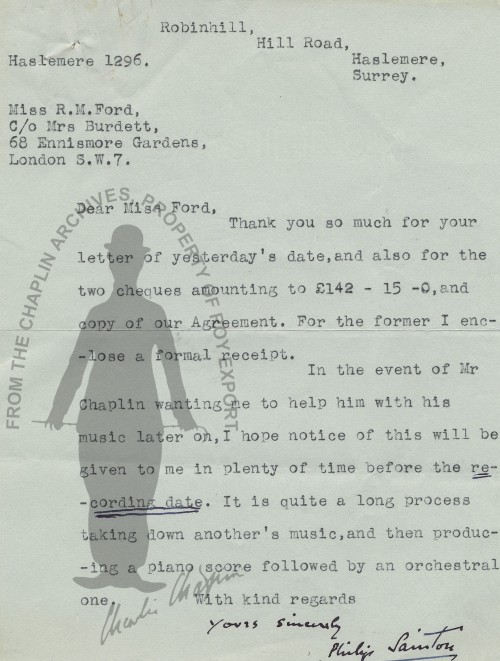 Robinhill,
Hill Road,
Haslemere 1296.
Haslemere,
Surrey.
Miss R.M.Ford,
C/o Mrs Burdett,
68 Ennismore Gardens,
London S.W.7.
Dear Miss Ford,
Thank you so much for your
letter of yesterday's date,and also for the
two cheques amounting to £142 - 15 -0,and
copy of our Agreement. For the former I enc-
-lose a formal receipt.
In the event of Mr
Chaplin wanting me to help him with his
music later on,I hope notice of this will be
given to me in plenty of time before the re-
-cording date. It is quite a long process
taking down another's music,and then produc-
-ing a piano score followed by an orchestral
one. With kind regards
Yours sincerely
Philip Sainton
FROM THE CHAPLIN ARCHIVES, PROPERTY OF ROY EXPORT
Charlie Chaplin